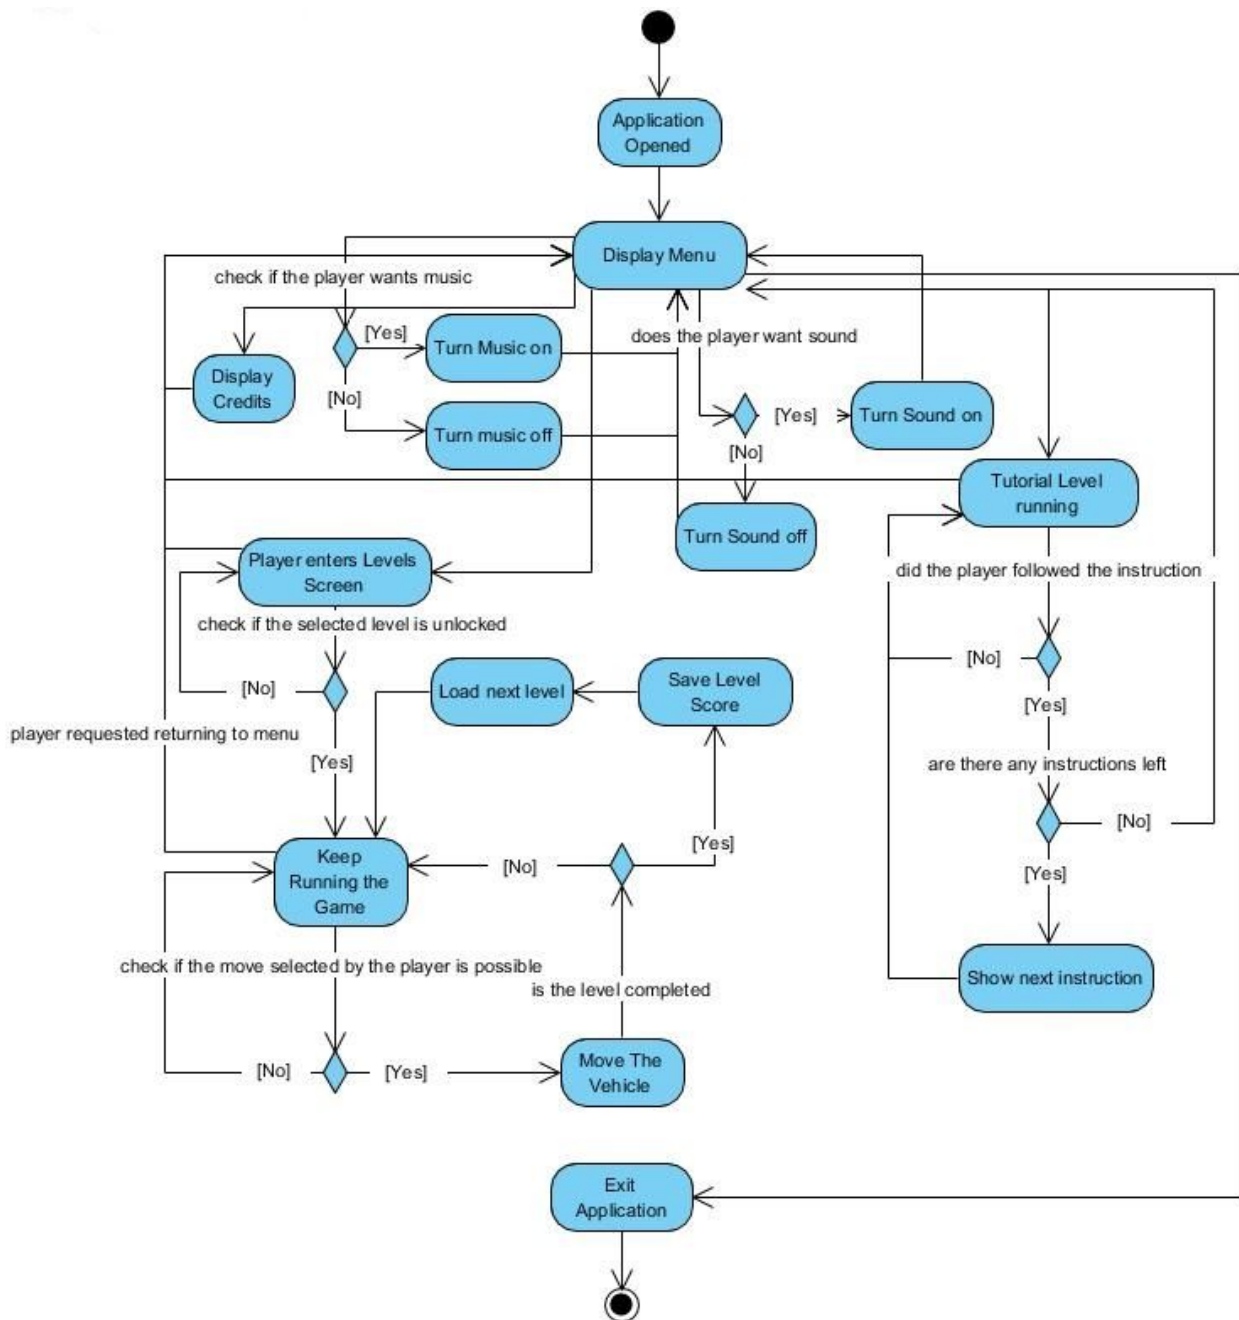 Application
Opened
Display Menu
check if the player wants music
[Yes]
Turn Music on
does the player want sound
Display
Credits
[No]
Turn music off
[Yes]
Turn Sound on
[No]
Turn Sound off
Tutorial Level
running
Player enters Levels
Screen
did the player followed the instruction
check if the selected level is unlocked
[No]
[No]
Load next level
Save Level
Score
[Yes]
player requested returning to menu
[Yes]
are there any instructions left
[No]
[Yes]
[No]
Keep
Running the
Game
[Yes]
check if the move selected by the player is possible
is the level completed
Show next instruction
[No]
[Yes]
Move The
Vehicle
Exit
Application